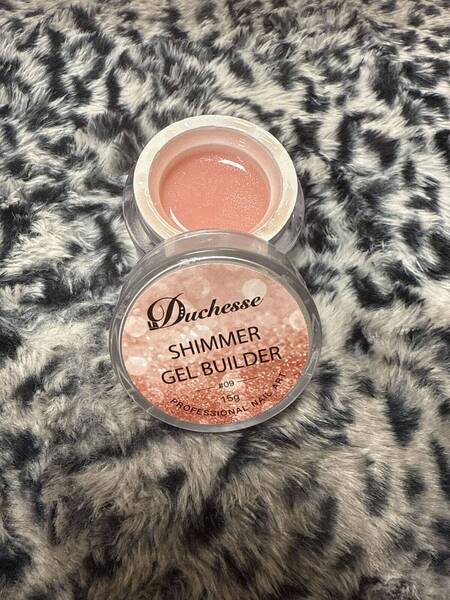 Duchesse
SHIMMER
GEL BUILDER
#09
15g
PROFESSIONAL NAIL ART